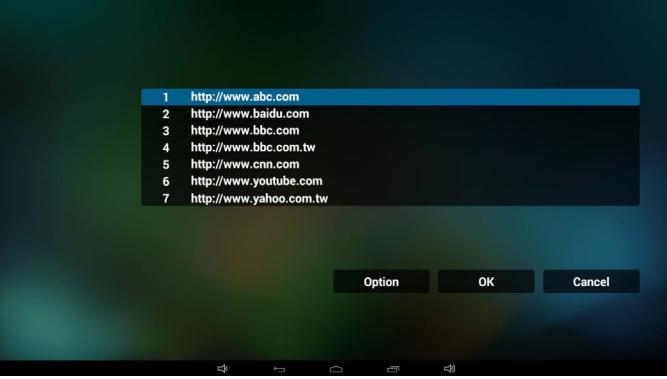 1 http://www.abc.com
2 http://www.baidu.com
3 http://www.bbc.com
4 http://www.bbc.com.tw
5 http://www.cnn.com
6 http://www.youtube.com
7 http://www.yahoo.com.tw
Option OK Cancel